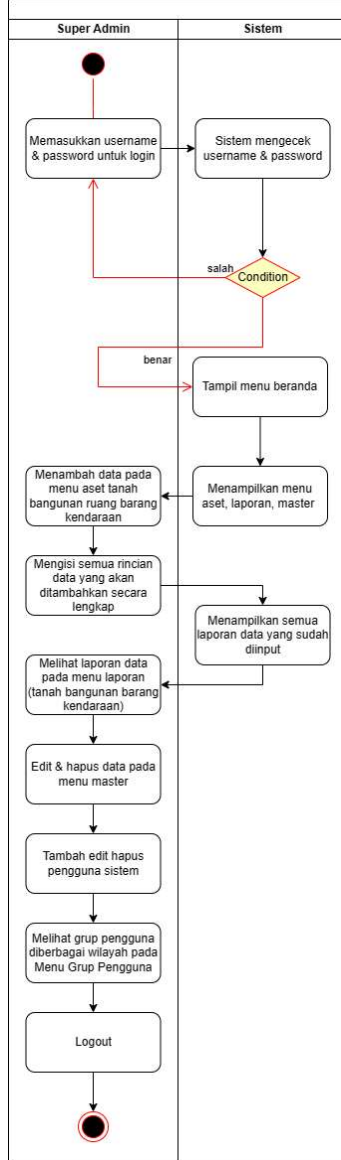 Super Admin
Sistem
Memasukkan username
& password untuk login
Sistem mengecek
username & password
salah
Condition
benar
Tampil menu beranda
Menambah data pada
menu aset tanah
bangunan ruang barang
kendaraan
Menampilkan menu
aset, laporan, master
Mengisi semua rincian
data yang akan
ditambahkan secara
lengkap
Menampilkan semua
laporan data yang sudah
diinput
Melihat laporan data
pada menu laporan
(tanah bangunan barang
kendaraan)
Edit & hapus data pada
menu master
Tambah edit hapus
pengguna sistem
Melihat grup pengguna
diberbagai wilayah pada
Menu Grup Pengguna
Logout